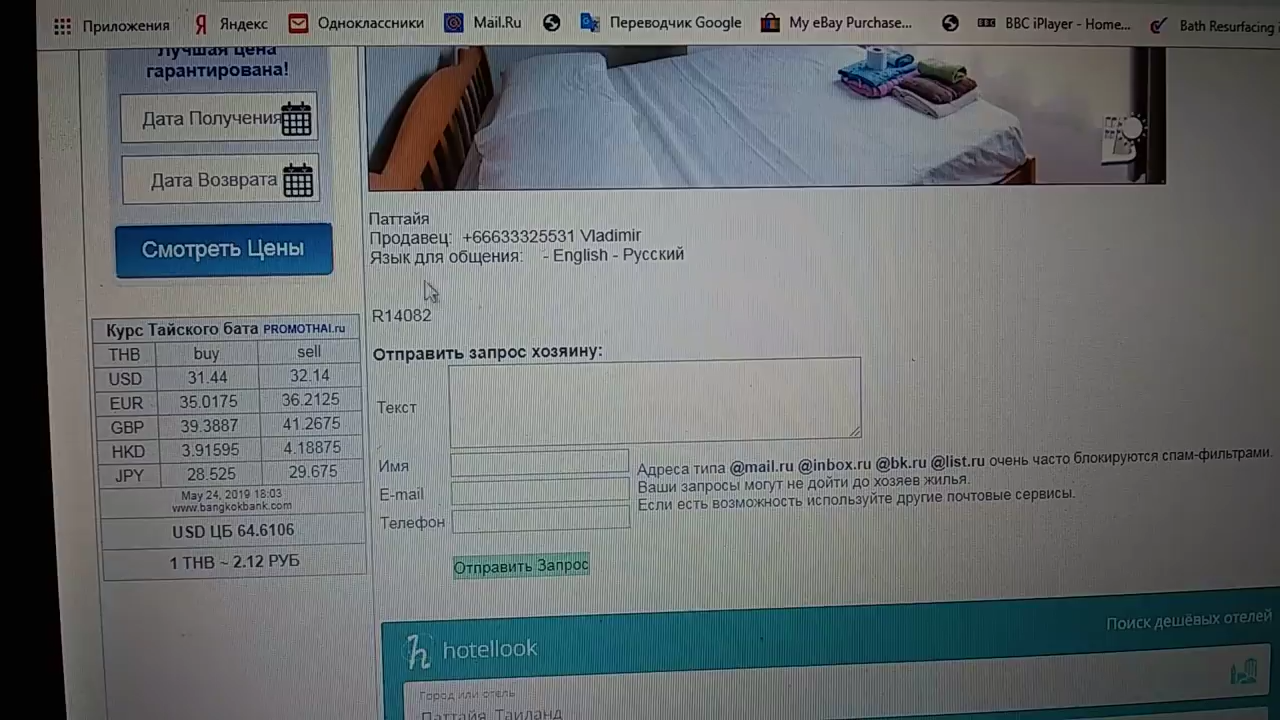 Приложения Яндекс Одноклассники Mail.Ru Переводчик Google My eBay Purchase... BBC iPlayer - Home... Bath Resurfacing
Лучшая цена
гарантирована!
Дата Получения
Дата Возврата
Смотреть Цены
Курс Тайского бата PROMOTHAI.ru
THB buy sell
USD 31.44 32.14
EUR 35.0175 36.2125
GBP 39.3887 41.2675
HKD 3.91595 4.18875
JPY 28.525 29.675
May 24, 2019 18:03
www.bangkokbank.com
USD ЦБ 64.6106
1 THB ~ 2.12 РУБ
Паттайя
Продавец: +66633325531 Vladimir
Язык для общения: - English - Русский
R14082
Отправить запрос хозяину:
Текст
Имя
E-mail
Телефон
Адреса типа @mail.ru @inbox.ru @bk.ru @list.ru очень часто блокируются спам-фильтрами.
Ваши запросы могут не дойти до хозяев жилья.
Если есть возможность используйте другие почтовые сервисы.
Отправить Запрос
hotellook
Поиск дешёвых отелей
Город или отель
Паттайя, Таиланд